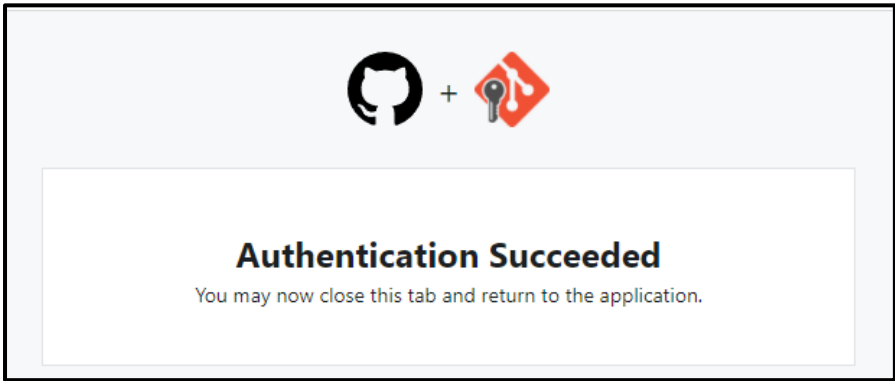 +
Authentication Succeeded
You may now close this tab and return to the application.